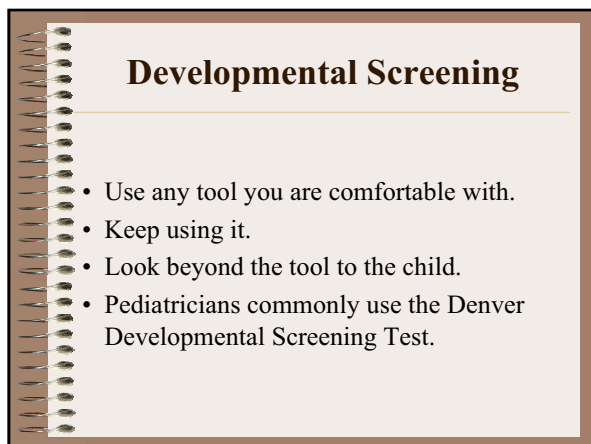 Developmental Screening
• Use any tool you are comfortable with.
• Keep using it.
• Look beyond the tool to the child.
• Pediatricians commonly use the Denver
Developmental Screening Test.